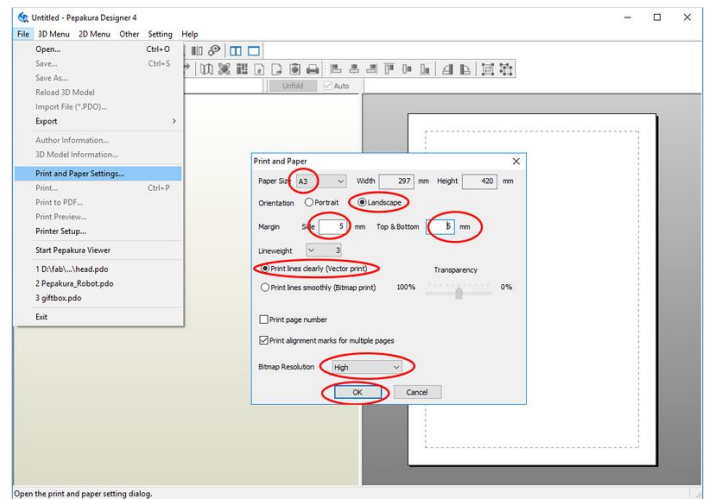 Untitled - Pepakura Designer 4
File 3D Menu 2D Menu Other Setting Help
Open... Ctrl+O
Save... Ctrl+S
Save As...
Reload 3D Model
Import File (*.PDO)...
Export
Author Information...
3D Model Information...
Print and Paper Settings...
Print... Ctrl+P
Print to PDF...
Print Preview...
Printer Setup...
Start Pepakura Viewer
1 D:\fab\...\head.pdo
2 Pepakura_Robot.pdo
3 giftbox.pdo
Exit
Unfold Auto
Print and Paper
Paper Size A3 Width 297 mm Height 420 mm
Orientation Portrait Landscape
Margin Side 5 mm Top & Bottom 5 mm
Lineweight 3
Print lines clearly (Vector print) Transparency
Print lines smoothly (Bitmap print) 100% 0%
Print page number
Print alignment marks for multiple pages
Bitmap Resolution High
OK Cancel
Open the print and paper setting dialog.